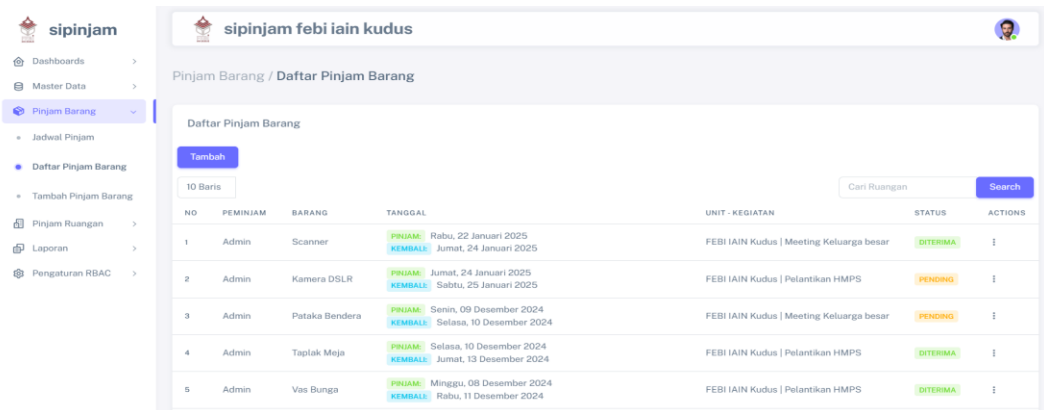 sipinjam
Dashboards
Master Data
Pinjam Barang
Jadwal Pinjam
Daftar Pinjam Barang
Tambah Pinjam Barang
Pinjam Ruangan
Laporan
Pengaturan RBAC
sipinjam febi iain kudus
Pinjam Barang / Daftar Pinjam Barang
Daftar Pinjam Barang
Tambah
10 Baris Cari Ruangan Search
NO PEMINJAM BARANG TANGGAL UNIT - KEGIATAN STATUS ACTIONS
1 Admin Scanner PINJAM: Rabu, 22 Januari 2025 FEBI IAIN Kudus | Meeting Keluarga besar DITERIMA
KEMBALI: Jumat, 24 Januari 2025
2 Admin Kamera DSLR PINJAM: Jumat, 24 Januari 2025 FEBI IAIN Kudus | Pelantikan HMPS PENDING
KEMBALI: Sabtu, 25 Januari 2025
3 Admin Pataka Bendera PINJAM: Senin, 09 Desember 2024 FEBI IAIN Kudus | Meeting Keluarga besar PENDING
KEMBALI: Selasa, 10 Desember 2024
4 Admin Taplak Meja PINJAM: Selasa, 10 Desember 2024 FEBI IAIN Kudus | Pelantikan HMPS DITERIMA
KEMBALI: Jumat, 13 Desember 2024
5 Admin Vas Bunga PINJAM: Minggu, 08 Desember 2024 FEBI IAIN Kudus | Pelantikan HMPS DITERIMA
KEMBALI: Rabu, 11 Desember 2024